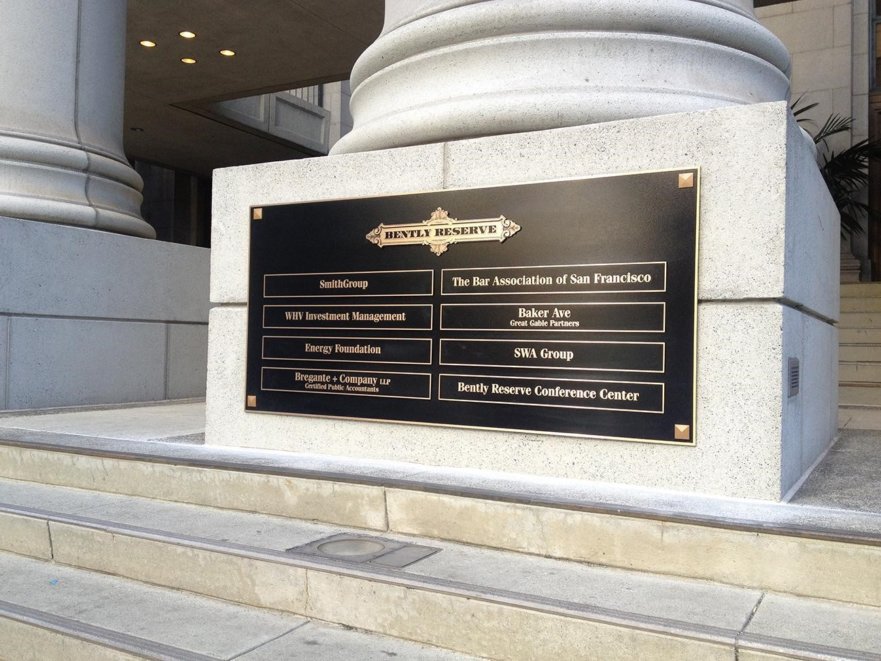 BENTLY RESERVE
SmithGroup
WHV Investment Management
Energy Foundation
Bregante + Company LLP
Certified Public Accountants
The Bar Association of San Francisco
Baker Ave
Great Gable Partners
SWA Group
Bently Reserve Conference Center